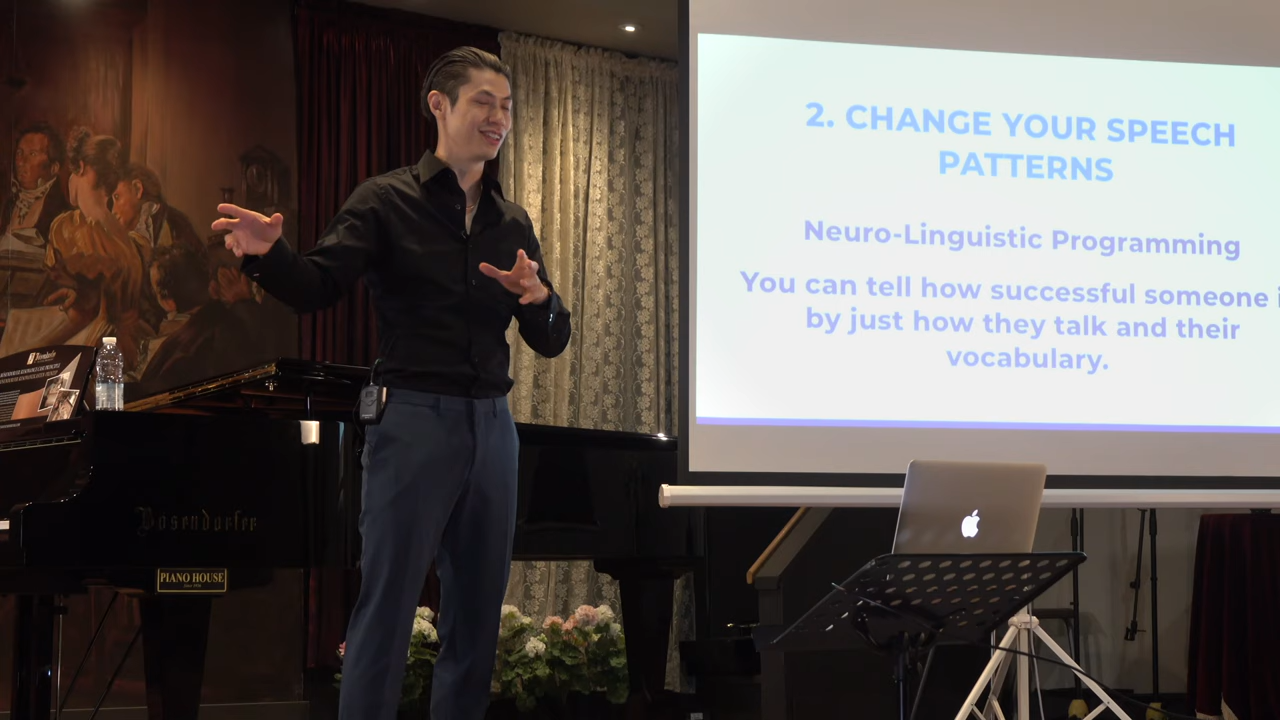 2. CHANGE YOUR SPEECH
PATTERNS
Neuro-Linguistic Programming
You can tell how successful someone
by just how they talk and their
vocabulary.
Bösendorfer
PIANO HOUSE